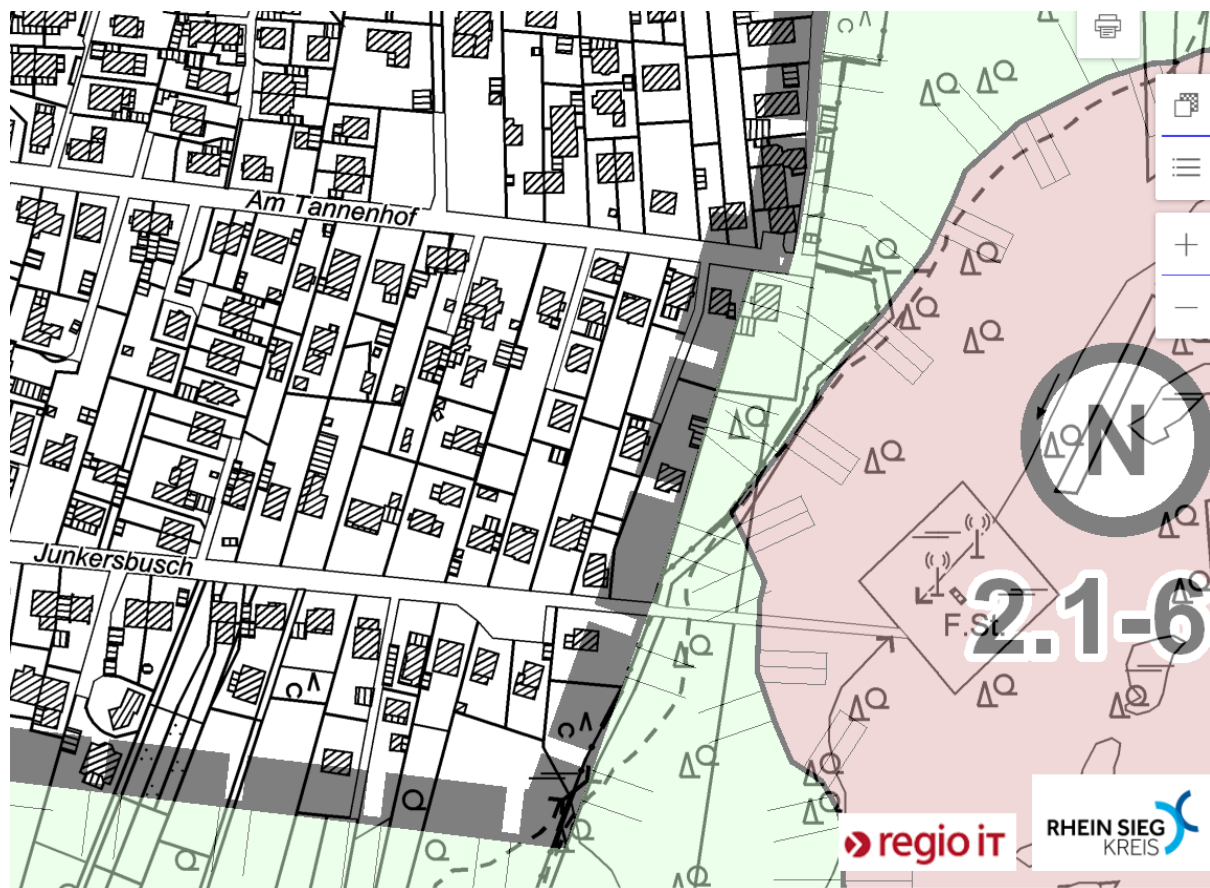 Am Tannenhof
Junkersbusch
N
F.St.
2.1-6
regio iT
RHEIN SIEG
KREIS